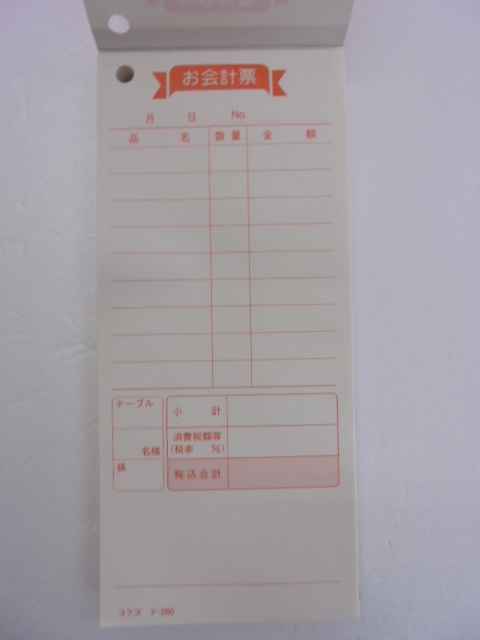 お会計票
月 日 No.
品 名 数 量 金 額
テーブル
名様
係
小 計
消費税額等
(税率 %)
税込合計
コクヨ テ-260